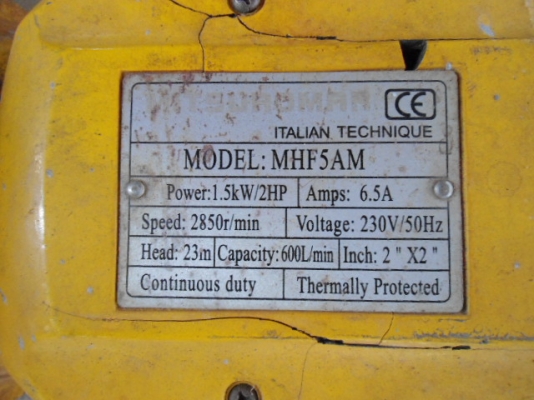 CE
ITALIAN TECHNIQUE
MODEL: MHF5AM
Power:1.5kW/2HP Amps: 6.5A
Speed: 2850r/min Voltage: 230V/50Hz
Head: 23m Capacity:600L/min Inch: 2 " X2 "
Continuous duty Thermally Protected